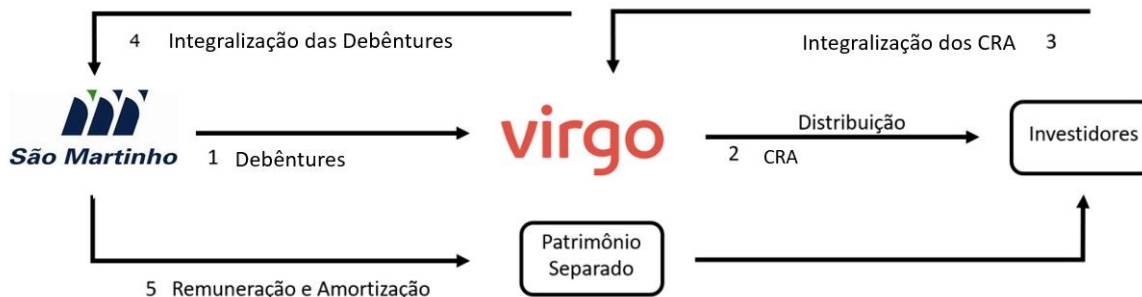 4 Integralização das Debêntures
Integralização dos CRA 3
São Martinho
1 Debêntures
virgo
Distribuição
2 CRA
Investidores
Patrimônio
Separado
5 Remuneração e Amortização